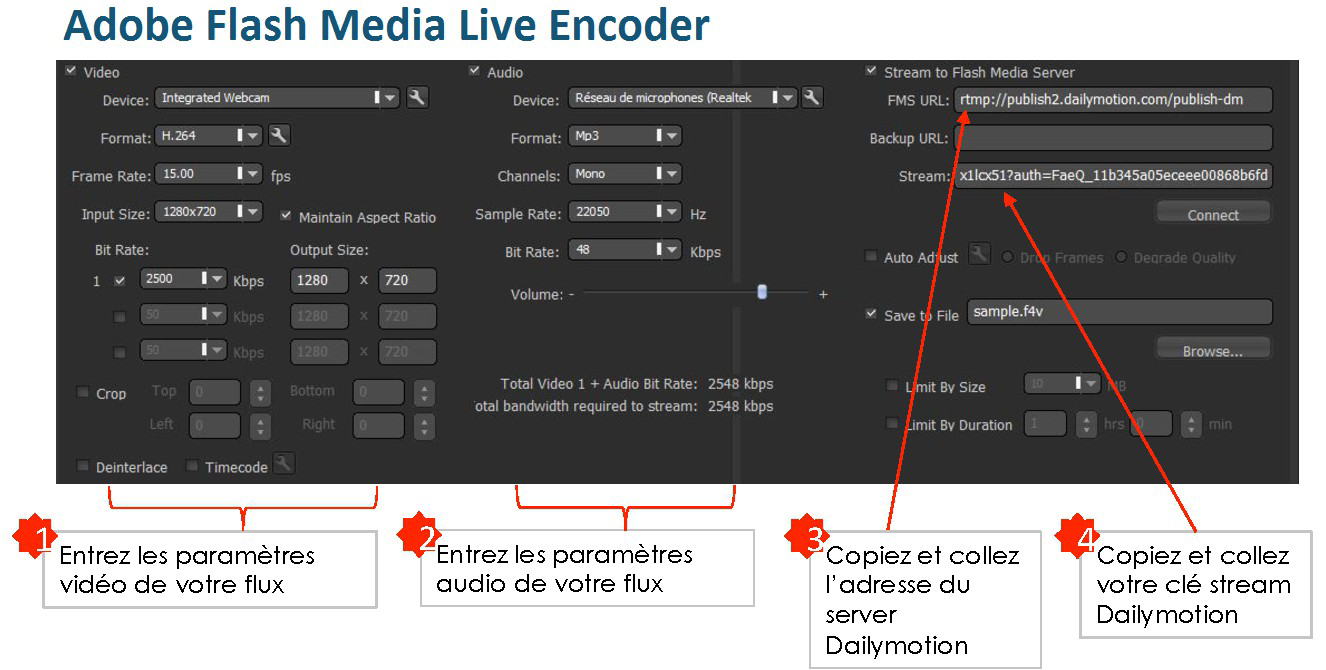 Adobe Flash Media Live Encoder
Video
Device: Integrated Webcam
Format: H.264
Frame Rate: 15.00 fps
Input Size: 1280x720 Maintain Aspect Ratio
Bit Rate: Output Size:
1 2500 Kbps 1280 x 720
50 Kbps 1280 x 720
50 Kbps 1280 x 720
Crop Top 0 Bottom 0
Left 0 Right 0
Deinterlace Timecode
Audio
Device: Réseau de microphones (Realtek
Format: Mp3
Channels: Mono
Sample Rate: 22050 Hz
Bit Rate: 48 Kbps
Volume: - +
Total Video 1 + Audio Bit Rate: 2548 kbps
otal bandwidth required to stream: 2548 kbps
Stream to Flash Media Server
FMS URL: rtmp://publish2.dailymotion.com/publish-dm
Backup URL:
Stream: x1lcx51?auth=FaeQ_11b345a05eceee00868b6fd
Connect
Auto Adjust Drop Frames Degrade Quality
Save to File sample.f4v
Browse...
Limit By Size 10 MB
Limit By Duration 1 hrs 0 min
1
Entrez les paramètres
vidéo de votre flux
2
Entrez les paramètres
audio de votre flux
3
Copiez et collez
l'adresse du
server
Dailymotion
4
Copiez et collez
votre clé stream
Dailymotion